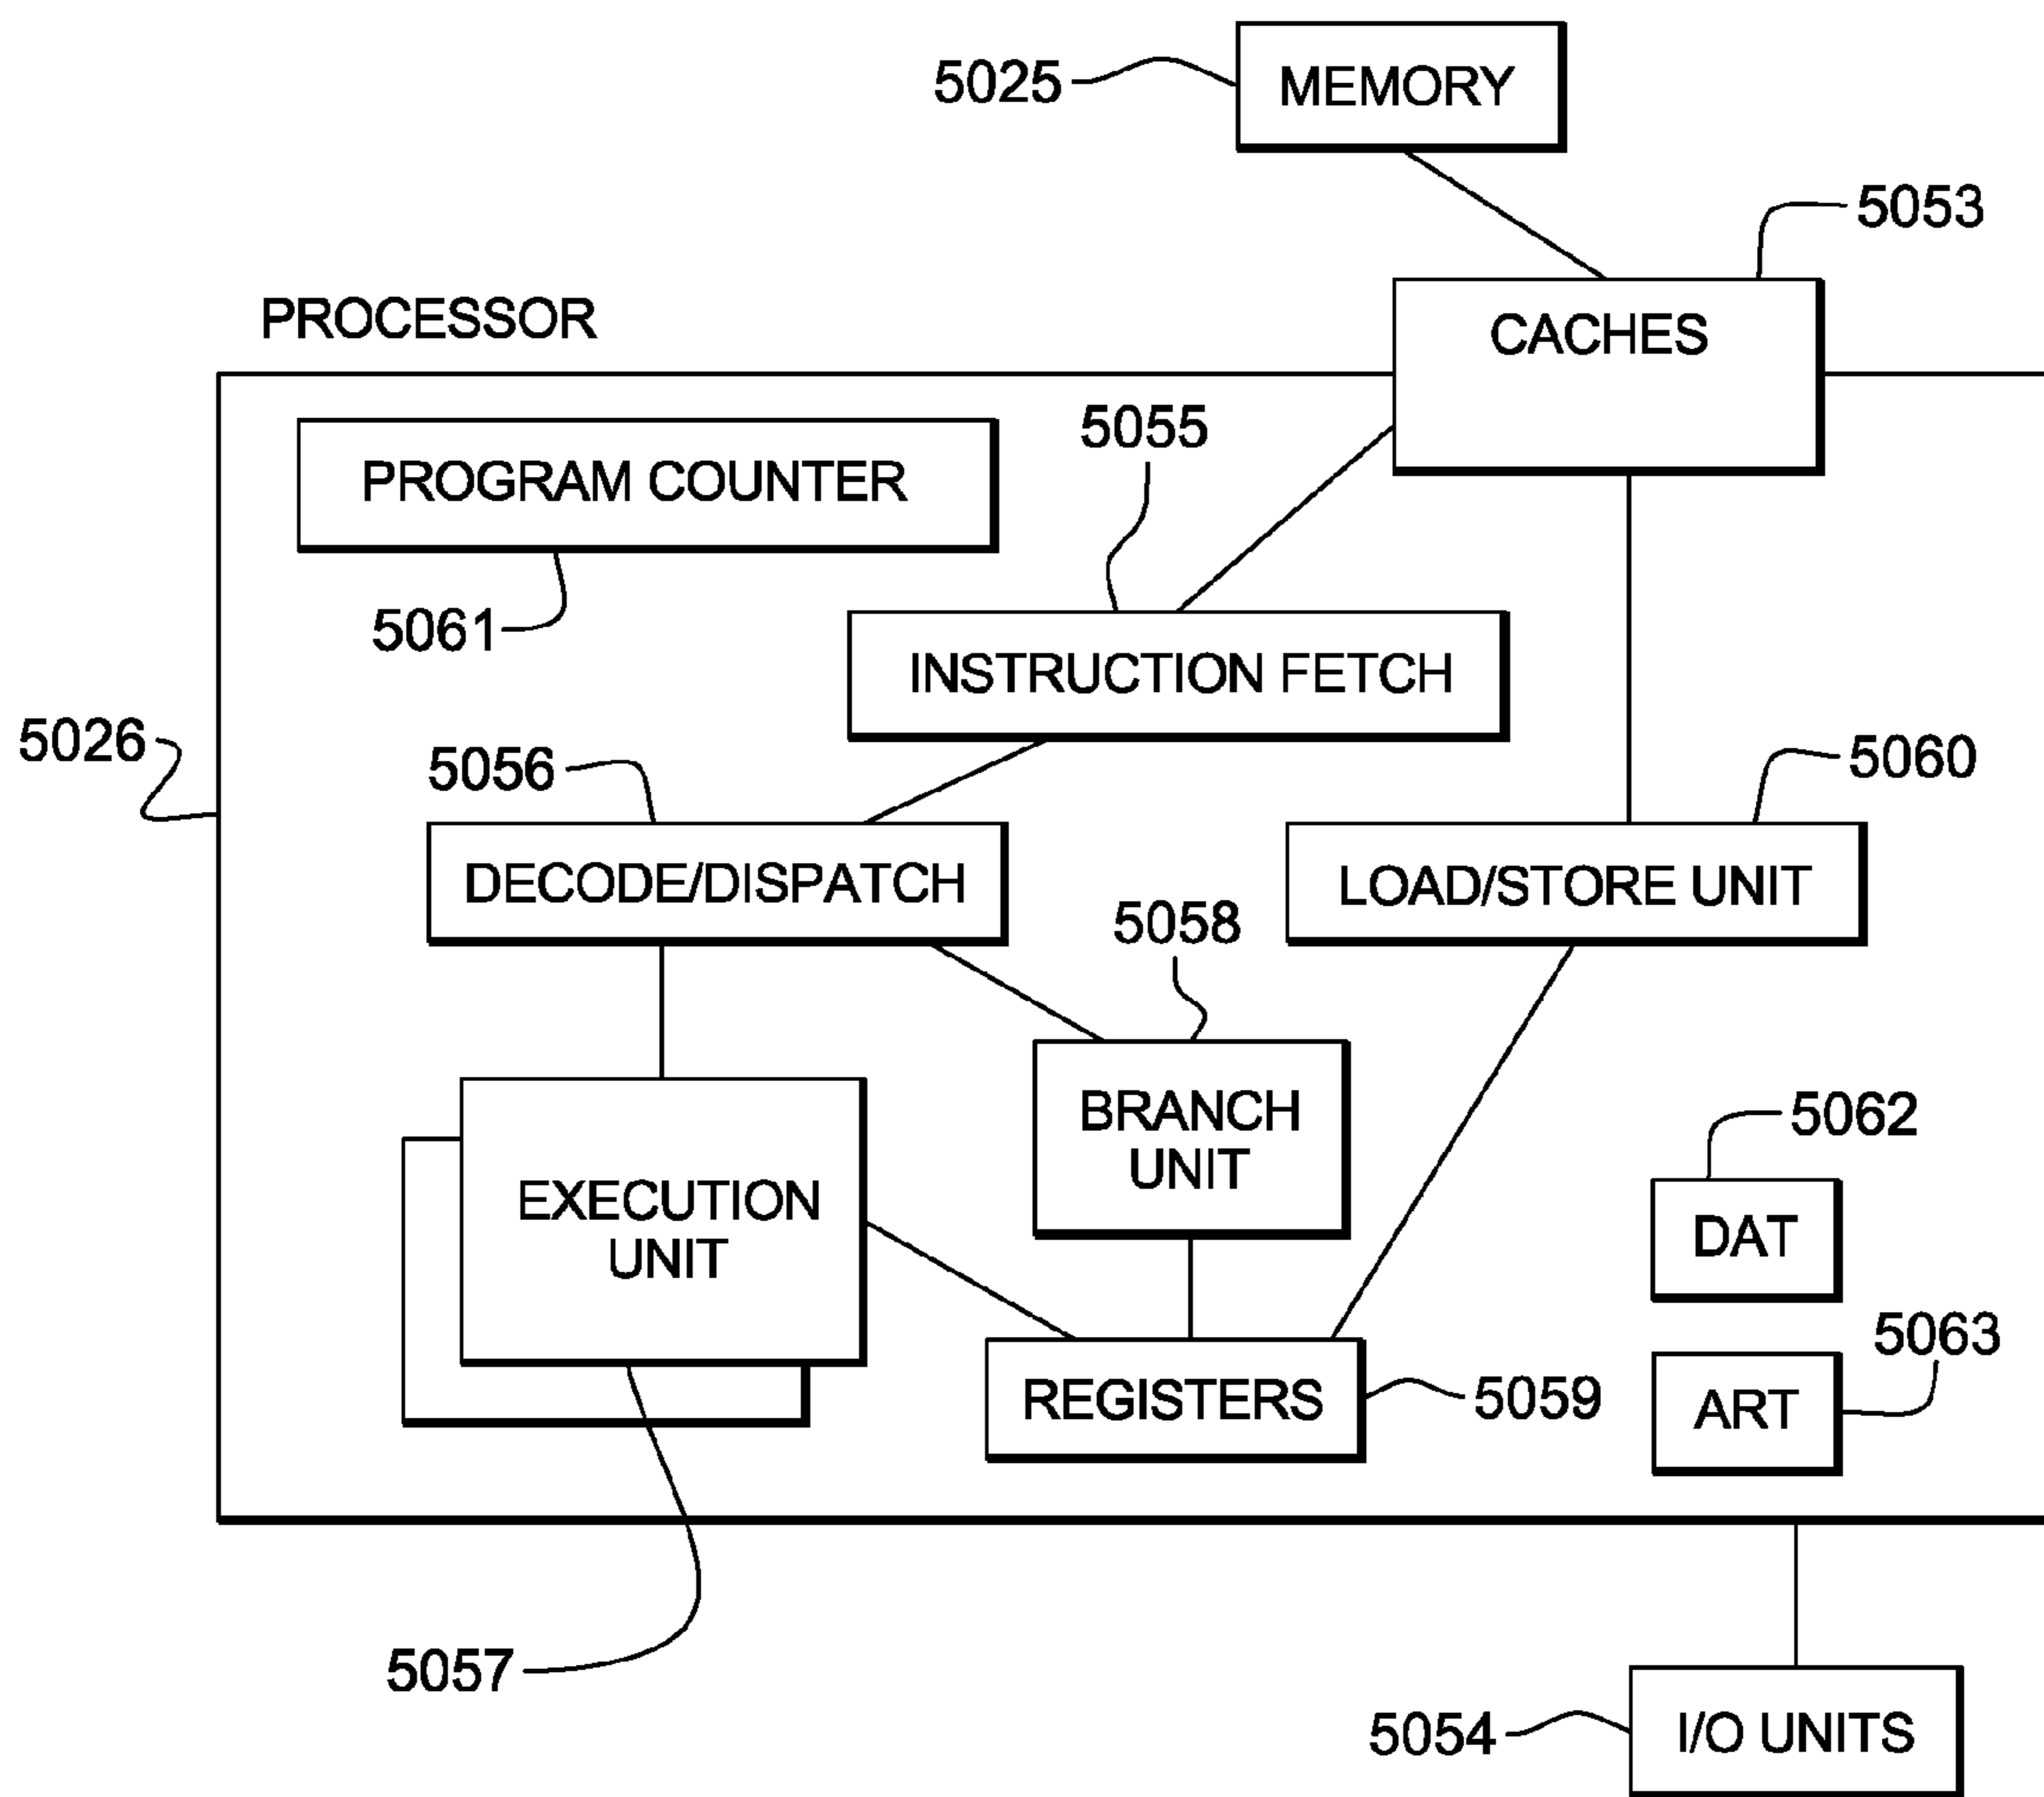 5025
MEMORY
5053
PROCESSOR
CACHES
5055
PROGRAM COUNTER
5061
INSTRUCTION FETCH
5026
5056
5060
DECODE/DISPATCH
LOAD/STORE UNIT
5058
BRANCH
UNIT
5062
EXECUTION
UNIT
DAT
5063
REGISTERS
5059
ART
5057
5054
I/O UNITS